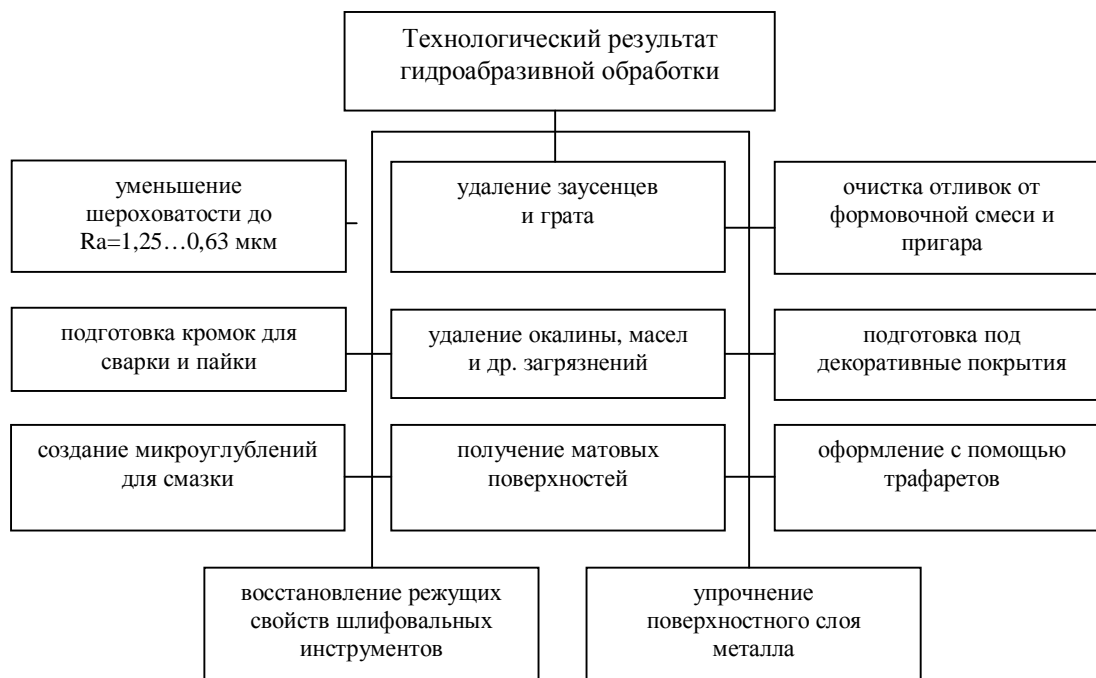 Технологический результат
гидроабразивной обработки
уменьшение
шероховатости до
Ra=1,25…0,63 мкм
удаление заусенцев
и грата
очистка отливок от
формовочной смеси и
пригара
подготовка кромок для
сварки и пайки
удаление окалины, масел
и др. загрязнений
подготовка под
декоративные покрытия
создание микроуглублений
для смазки
получение матовых
поверхностей
оформление с помощью
трафаретов
восстановление режущих
свойств шлифовальных
инструментов
упрочнение
поверхностного слоя
металла